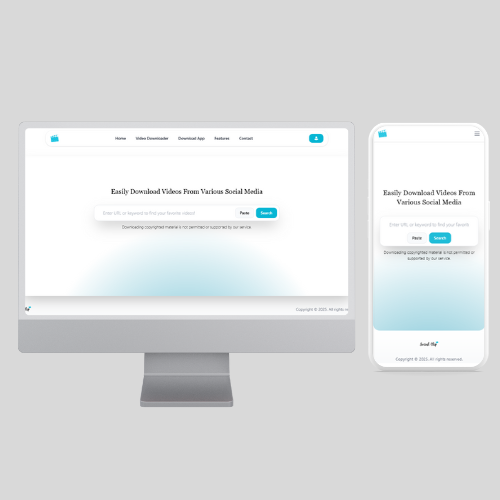 Home Video Downloader Download App Features Contact
Easily Download Videos From Various Social Media
Enter URL or keyword to find your favorite videos! Paste Search
Downloading copyrighted material is not permitted or supported by our service.
Copyright © 2023. All rights re
Easily Download Videos From
Various Social Media
Enter URL or keyword to find your favorite
Paste Search
Downloading copyrighted material is not permitted or
supported by our service.
Copyright © 2023. All rights reserved.